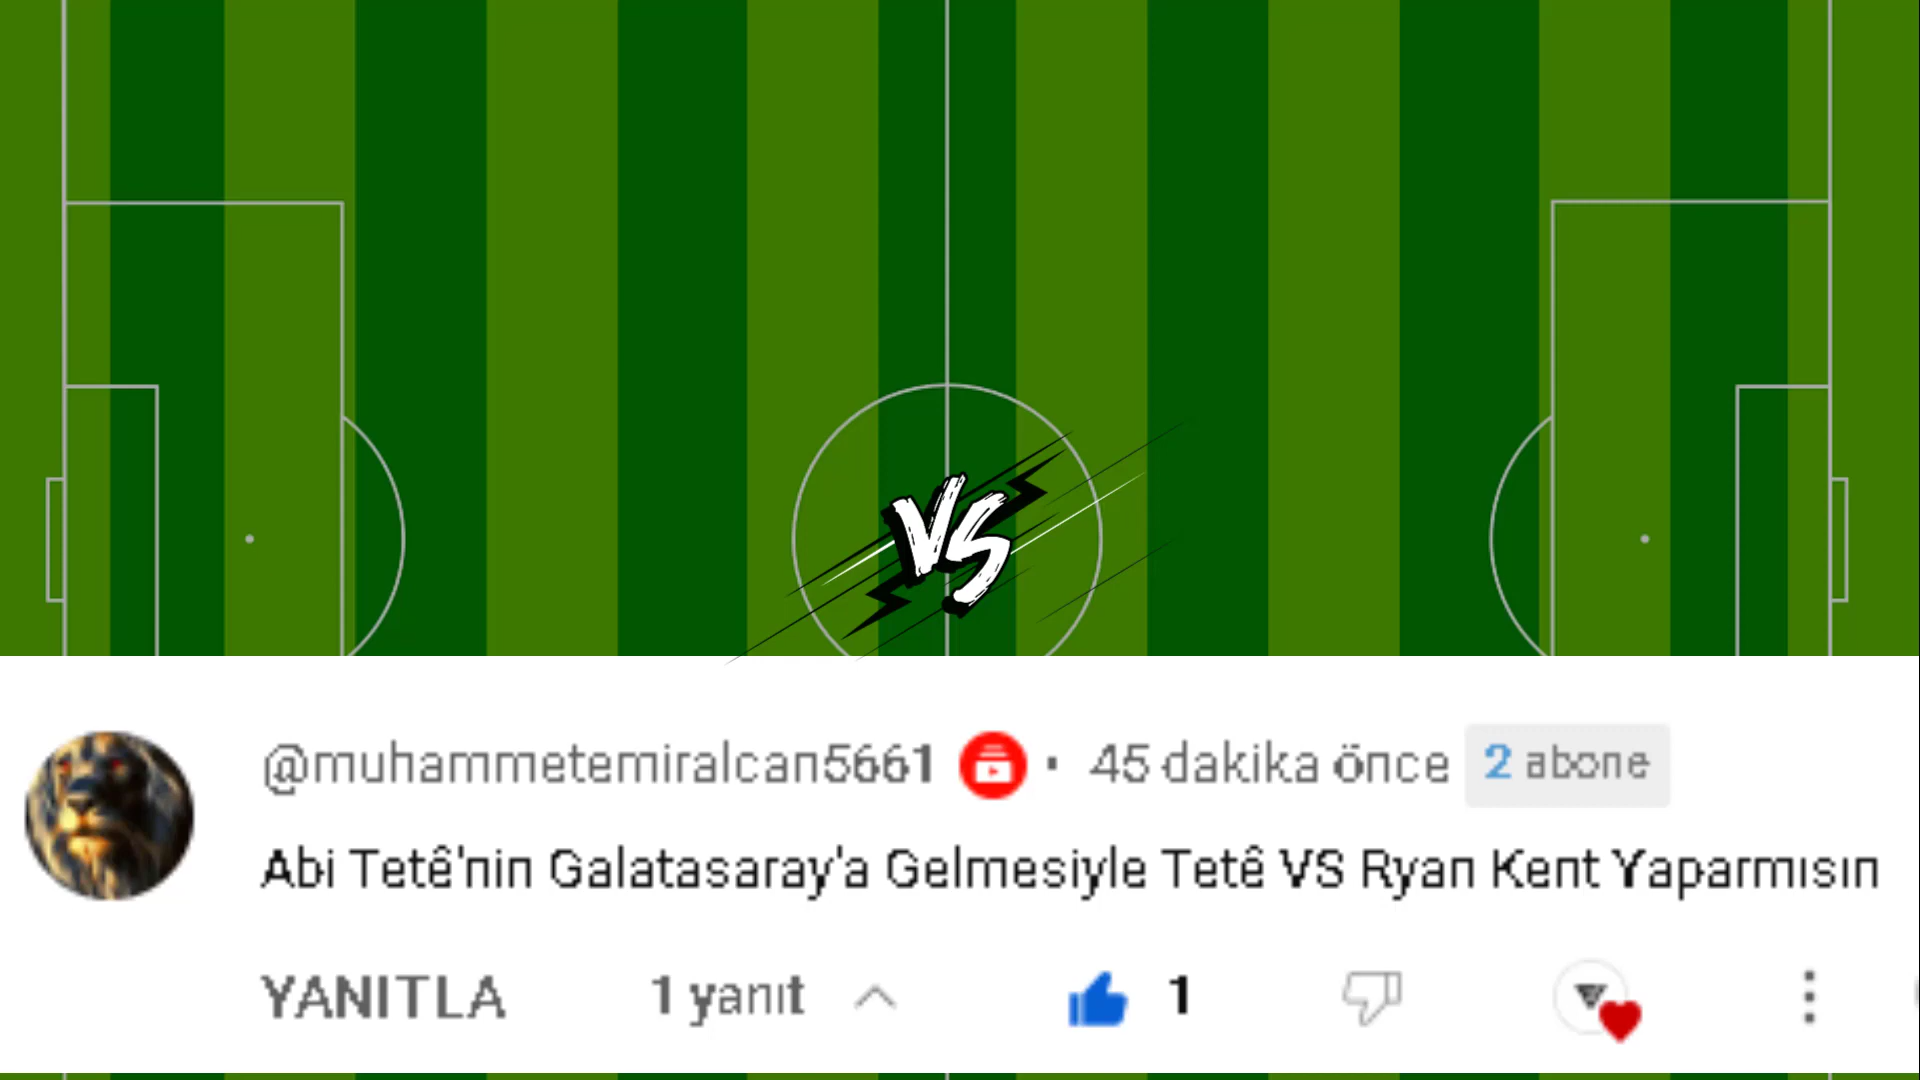 VS
@muhammetemiralcan5661 · 45 dakika önce 2 abone
Abi Tetê'nin Galatasaray'a Gelmesiyle Tetê VS Ryan Kent Yaparmısın
YANITLA 1 yanıt 1